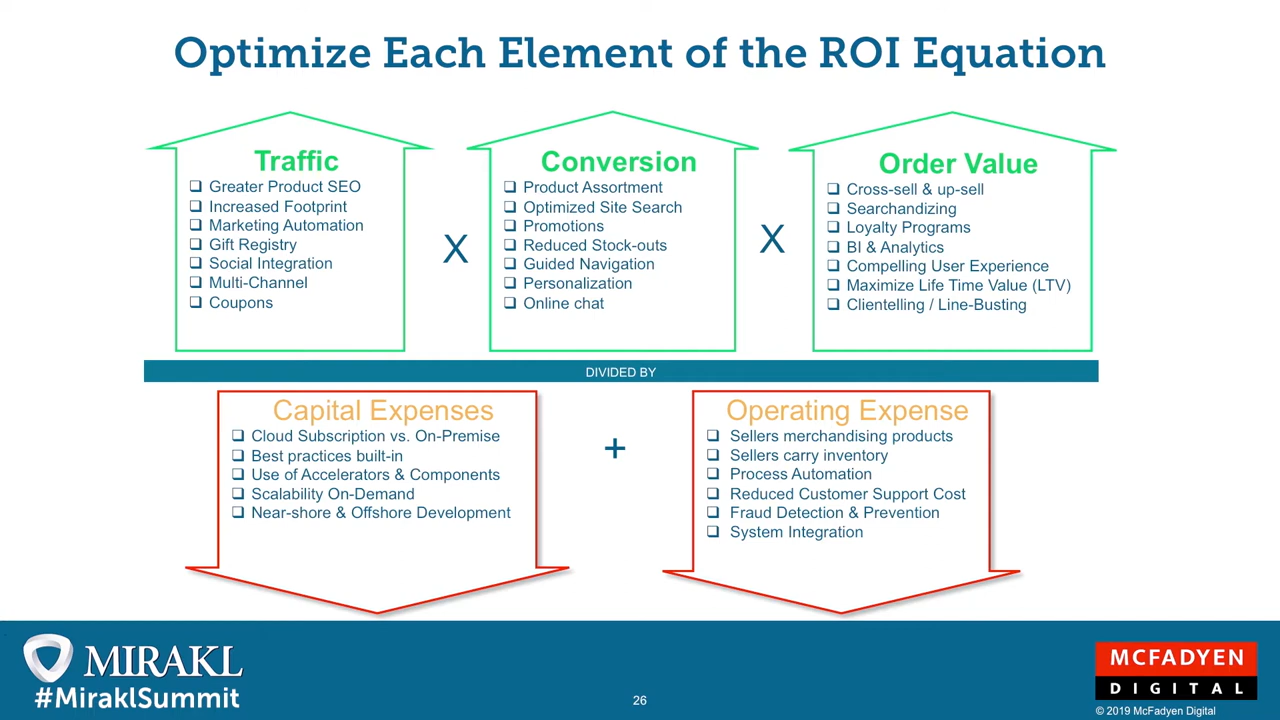 Optimize Each Element of the ROI Equation
Traffic
❑ Greater Product SEO
❑ Increased Footprint
❑ Marketing Automation
❑ Gift Registry
❑ Social Integration
❑ Multi-Channel
❑ Coupons
X
Conversion
❑ Product Assortment
❑ Optimized Site Search
❑ Promotions
❑ Reduced Stock-outs
❑ Guided Navigation
❑ Personalization
❑ Online chat
X
Order Value
❑ Cross-sell & up-sell
❑ Searchandizing
❑ Loyalty Programs
❑ BI & Analytics
❑ Compelling User Experience
❑ Maximize Life Time Value (LTV)
❑ Clientelling / Line-Busting
DIVIDED BY
Capital Expenses
❑ Cloud Subscription vs. On-Premise
❑ Best practices built-in
❑ Use of Accelerators & Components
❑ Scalability On-Demand
❑ Near-shore & Offshore Development
+
Operating Expense
❑ Sellers merchandising products
❑ Sellers carry inventory
❑ Process Automation
❑ Reduced Customer Support Cost
❑ Fraud Detection & Prevention
❑ System Integration
MIRAKL
#MiraklSummit
26
MCFADYEN
DIGITAL
© 2019 McFadyen Digital